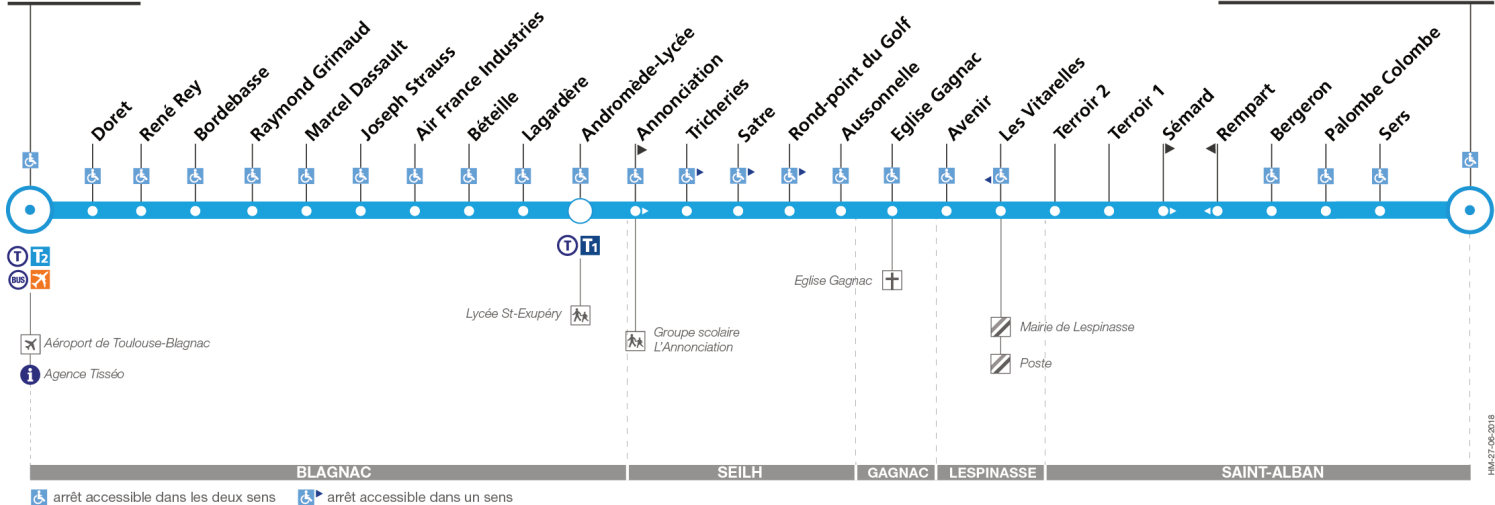 Doret
René Rey
Bordebasse
Raymond Grimaud
Marcel Dassault
Joseph Strauss
Air France Industries
Béteille
Lagardère
Andromède-Lycée
Annonciation
Tricheries
Satre
Rond-point du Golf
Aussonnelle
Eglise Gagnac
Avenir
Les Vitarelles
Terroir 2
Terroir 1
Sémard
Rempart
Bergeron
Palombe Colombe
Sers
T T2
BUS
T T1
Eglise Gagnac
Lycée St-Exupéry
Groupe scolaire
L'Annonciation
Mairie de Lespinasse
Poste
Aéroport de Toulouse-Blagnac
i Agence Tisséo
BLAGNAC
SEILH
GAGNAC
LESPINASSE
SAINT-ALBAN
arrêt accessible dans les deux sens
arrêt accessible dans un sens
HM-27-06-2018